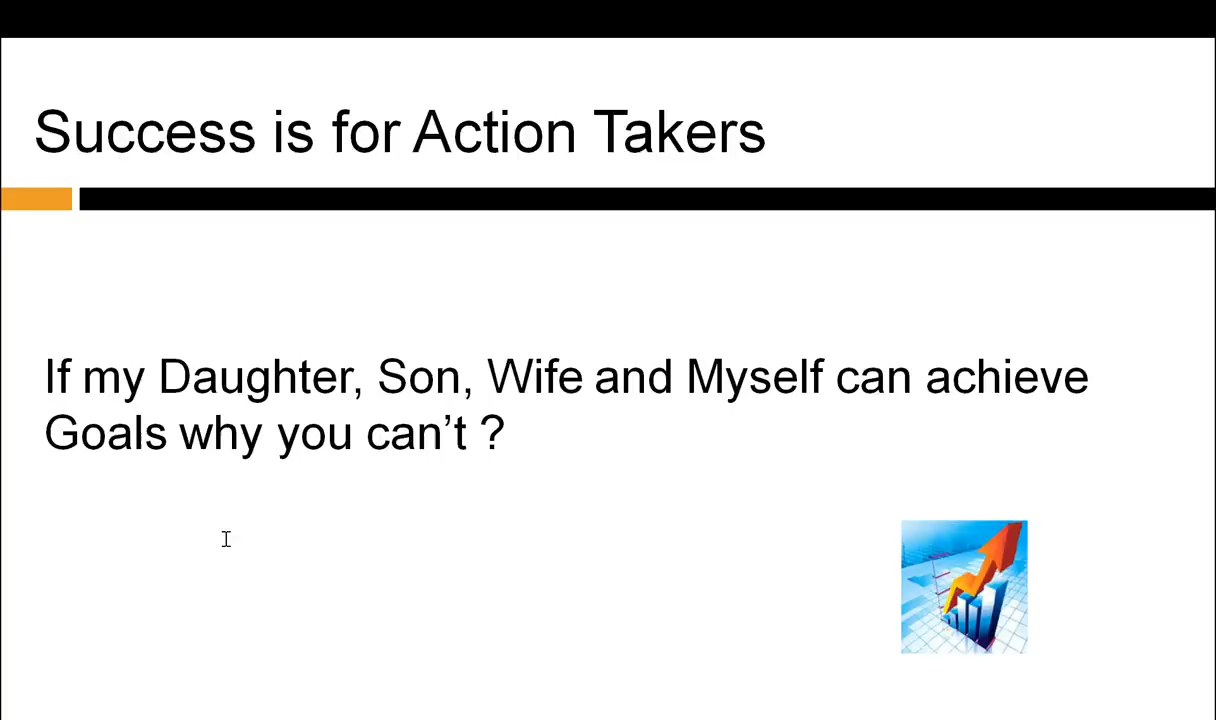 Success is for Action Takers
If my Daughter, Son, Wife and Myself can achieve
Goals why you can’t ?